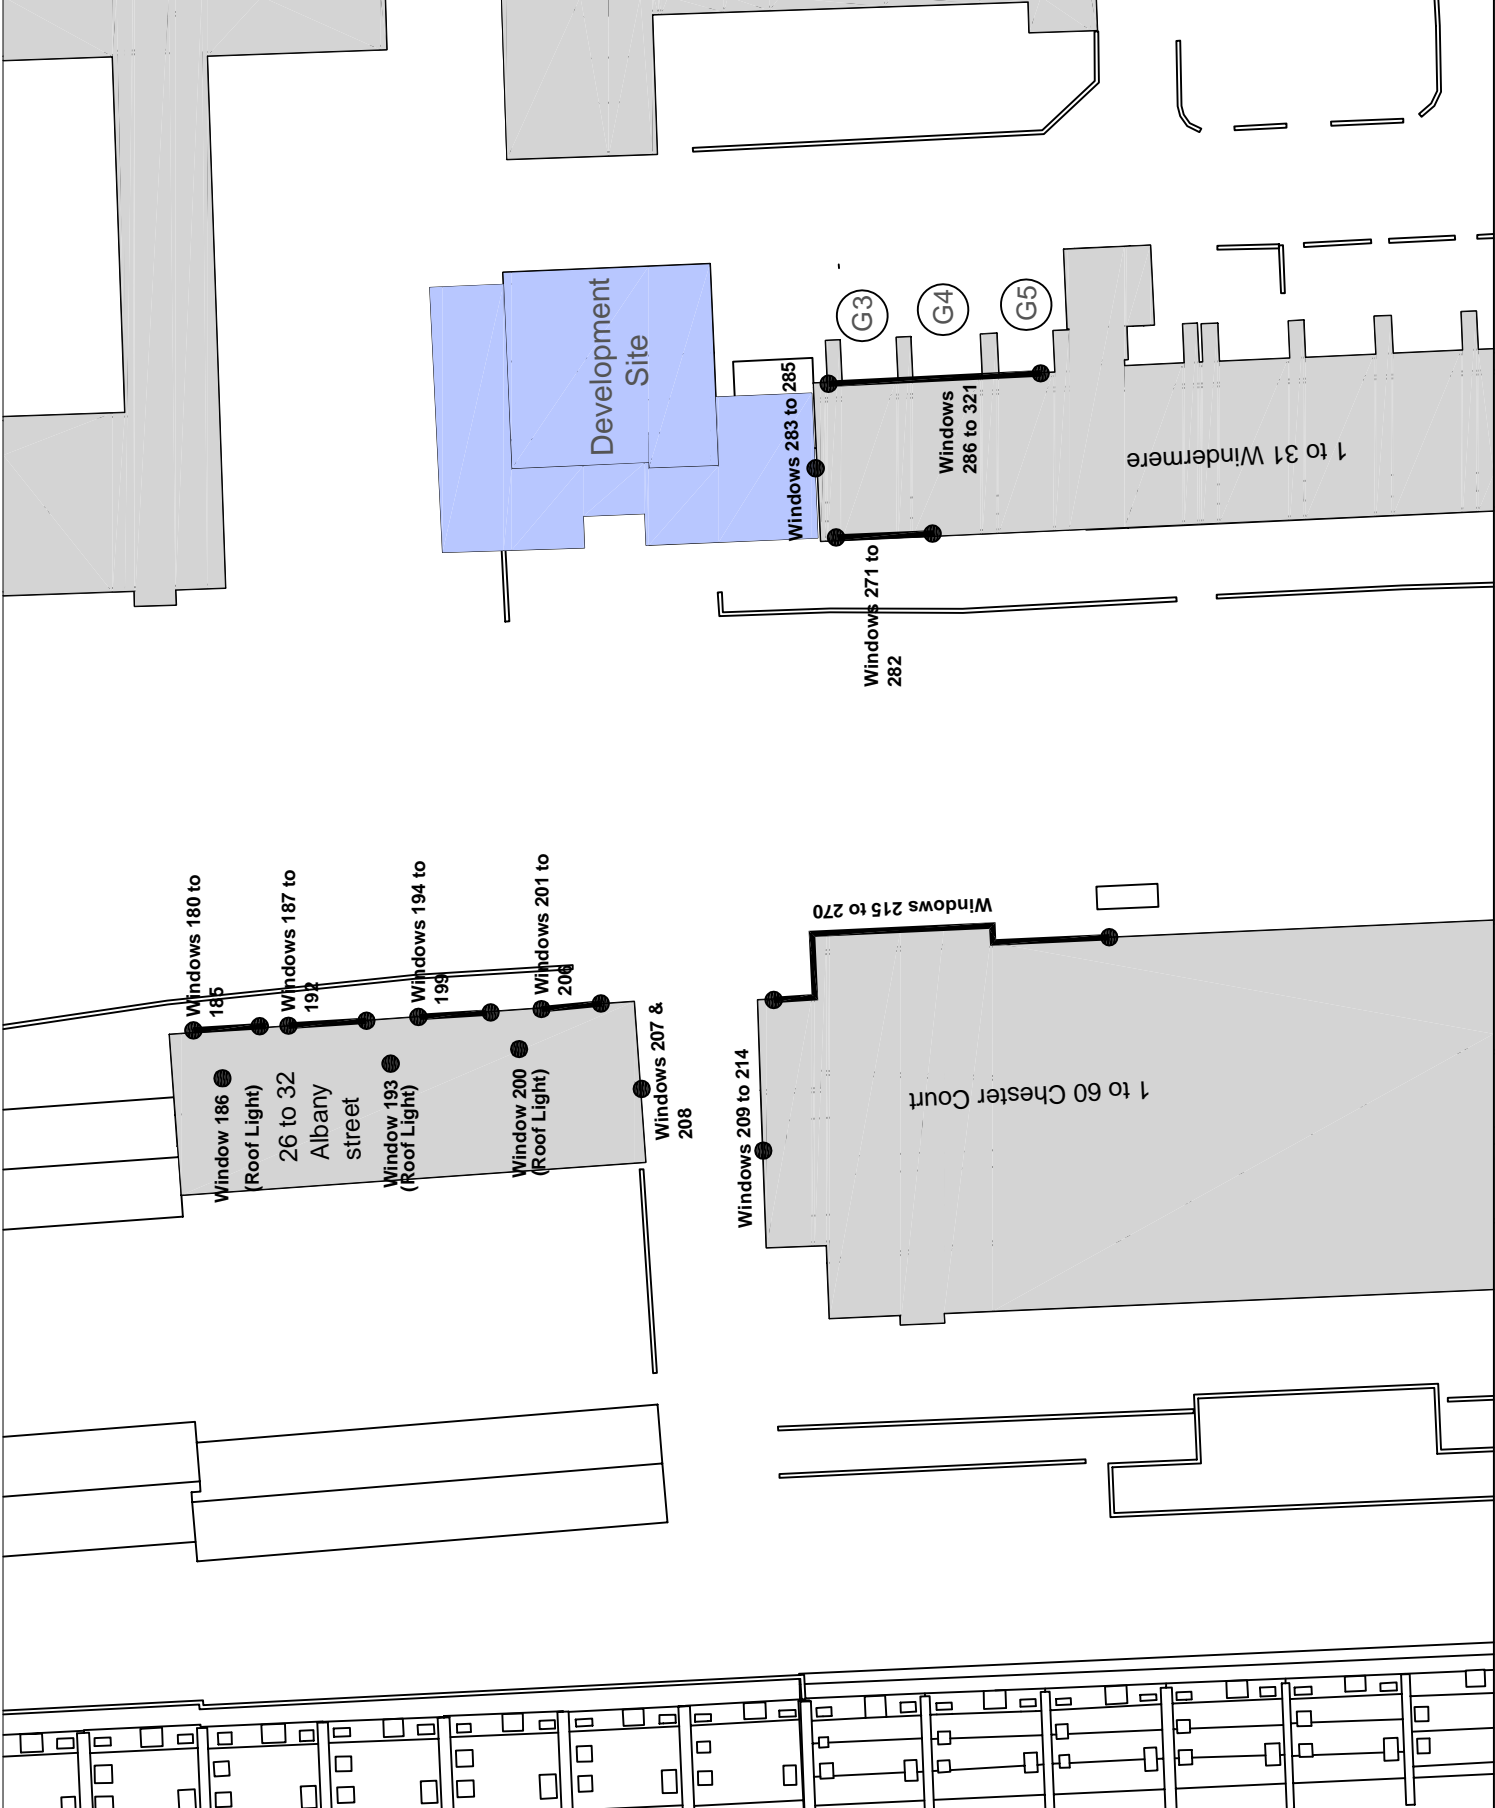 Development
Site
G3
G4
G5
Windows 283 to 285
Windows
286 to 321
1 to 31 Windermere
Windows 271 to
282
Windows 180 to
185
Windows 187 to
192
Windows 194 to
199
Windows 201 to
206
Window 186
(Roof Light)
26 to 32
Albany
street
Window 193
(Roof Light)
Window 200
(Roof Light)
Windows 207 &
208
Windows 209 to 214
Windows 215 to 270
1 to 60 Chester Court